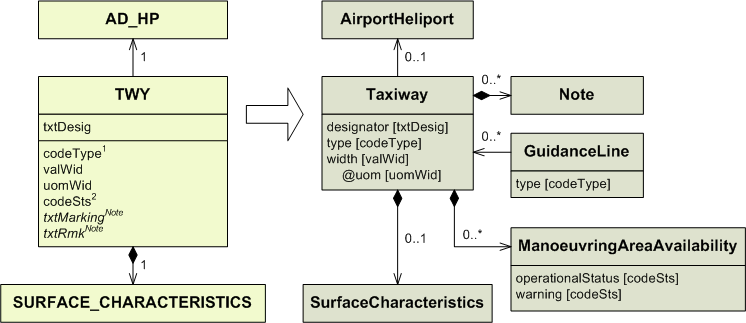 AD_HP
1
TWY
txtDesig
codeType1
valWid
uomWid
codeSts2
txtMarkingNote
txtRmkNote
1
SURFACE_CHARACTERISTICS
AirportHeliport
0..1
Taxiway
designator [txtDesig]
type [codeType]
width [valWid]
@uom [uomWid]
0..*
Note
0..*
GuidanceLine
type [codeType]
0..1
SurfaceCharacteristics
0..*
ManoeuvringAreaAvailability
operationalStatus [codeSts]
warning [codeSts]